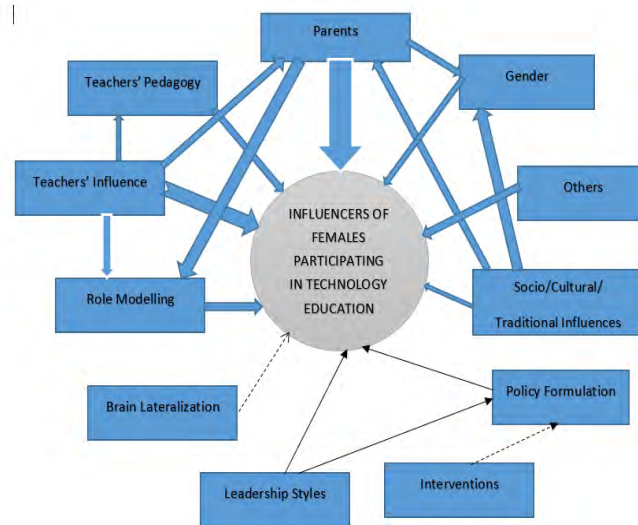 Parents
Teachers' Pedagogy
Gender
Teachers' Influence
Others
INFLUENCERS OF
FEMALES
PARTICIPATING
IN TECHNOLOGY
EDUCATION
Role Modelling
Socio/Cultural/
Traditional Influences
Brain Lateralization
Policy Formulation
Leadership Styles
Interventions